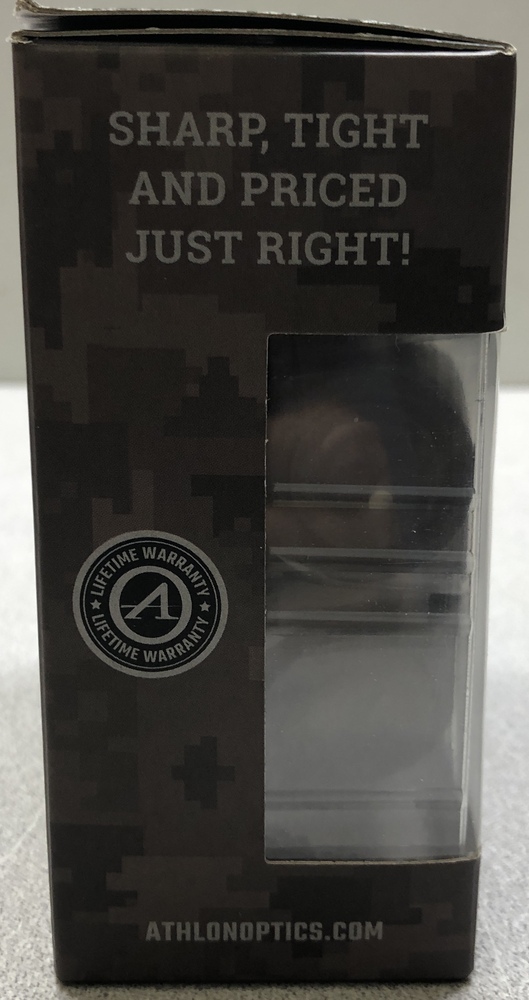 SHARP, TIGHT
AND PRICED
JUST RIGHT!
LIFETIME WARRANTY
A
LIFETIME WARRANTY
ATHLONOPTICS.COM